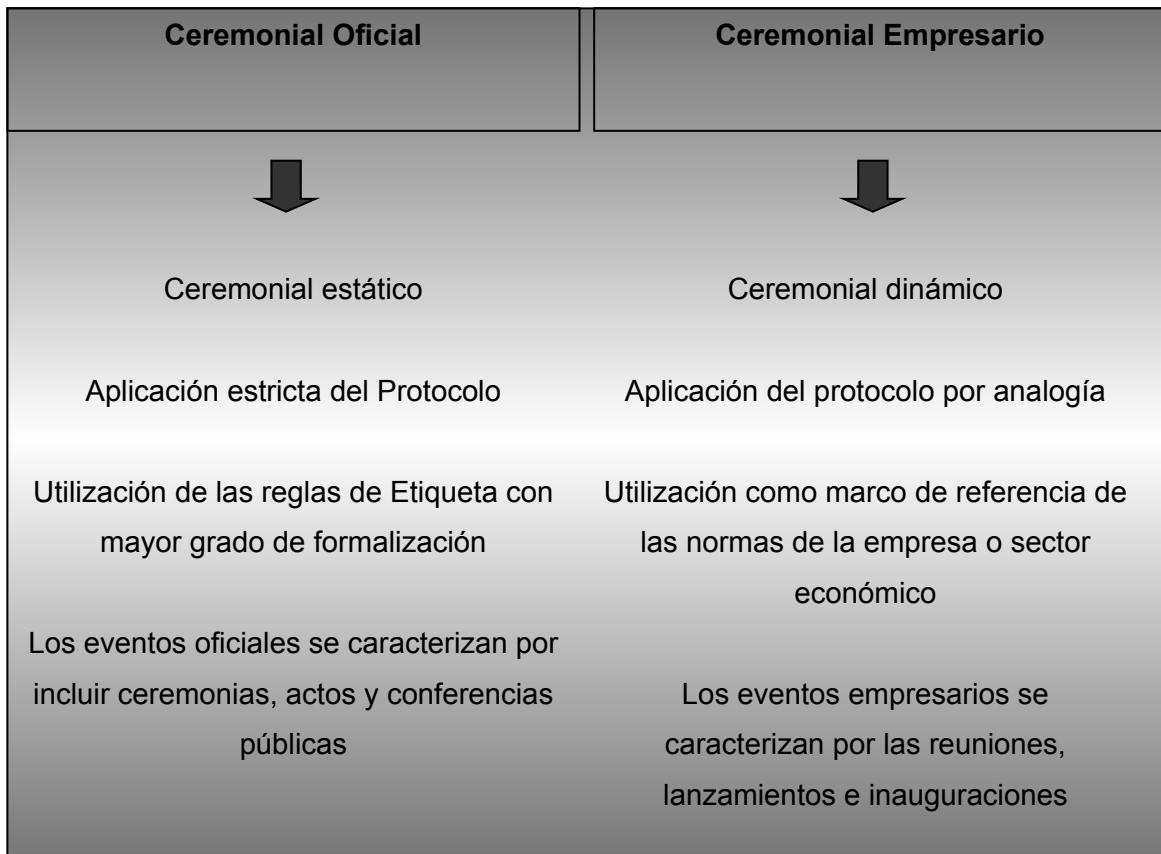 Ceremonial Oficial
Ceremonial estático
Aplicación estricta del Protocolo
Utilización de las reglas de Etiqueta con
mayor grado de formalización
Los eventos oficiales se caracterizan por
incluir ceremonias, actos y conferencias
públicas
Ceremonial Empresario
Ceremonial dinámico
Aplicación del protocolo por analogía
Utilización como marco de referencia de
las normas de la empresa o sector
económico
Los eventos empresarios se
caracterizan por las reuniones,
lanzamientos e inauguraciones